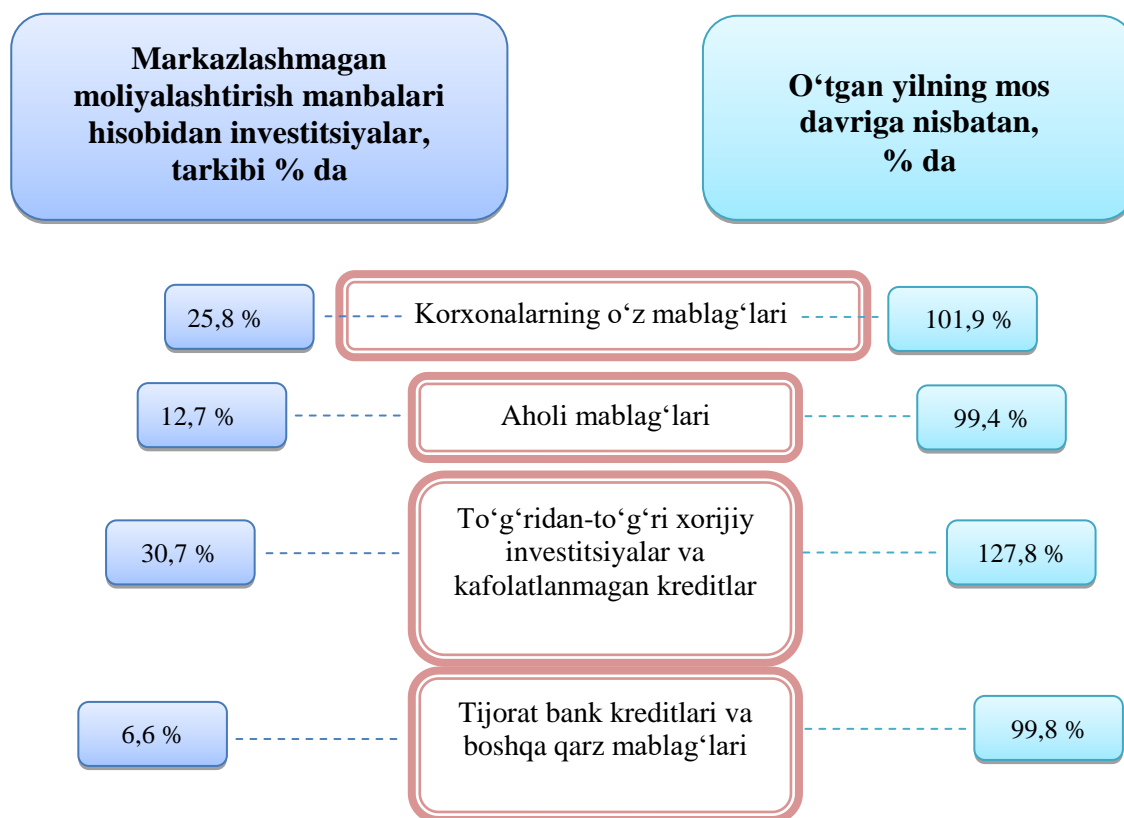 Markazlashmagan
moliyalashtirish manbalari
hisobidan investitsiyalar,
tarkibi % da
O‘tgan yilning mos
davriga nisbatan,
% da
25,8 %
Korxonalarning o‘z mablag‘lari
101,9 %
12,7 %
Aholi mablag‘lari
99,4 %
30,7 %
To‘g‘ridan-to‘g‘ri xorijiy
investitsiyalar va
kafolatlanmagan kreditlar
127,8 %
6,6 %
Tijorat bank kreditlari va
boshqa qarz mablag‘lari
99,8 %